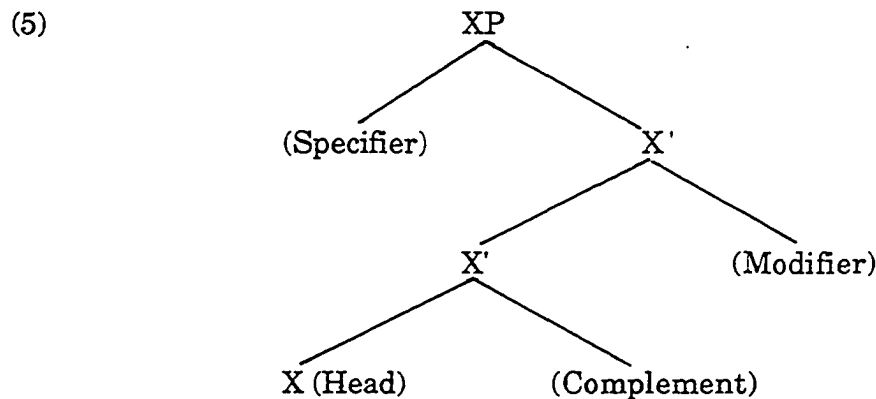 (5) XP
(Specifier) X'
X' (Modifier)
X (Head) (Complement)